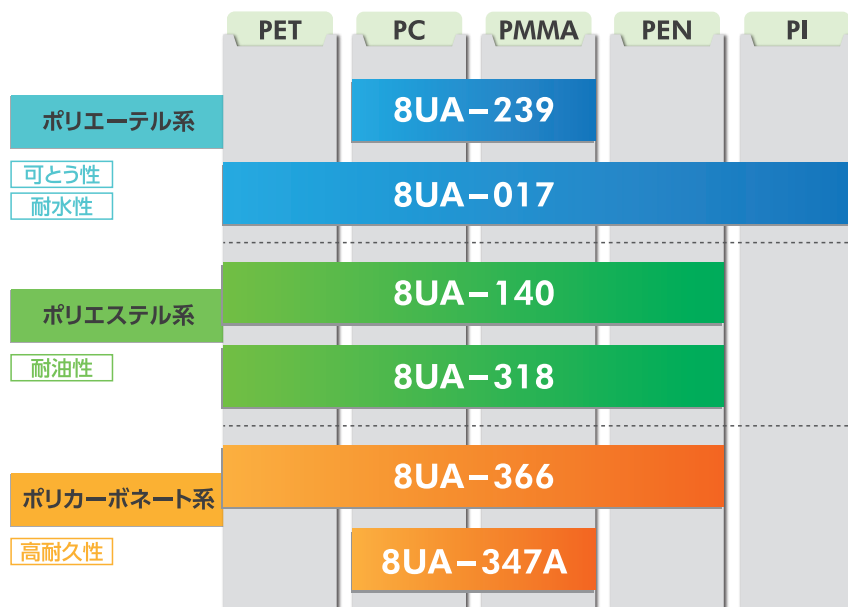 PET PC PMMA PEN PI
ポリエーテル系
8UA−239
可とう性
耐水性
8UA−017
ポリエステル系
8UA−140
耐油性
8UA−318
ポリカーボネート系
8UA−366
高耐久性
8UA−347A